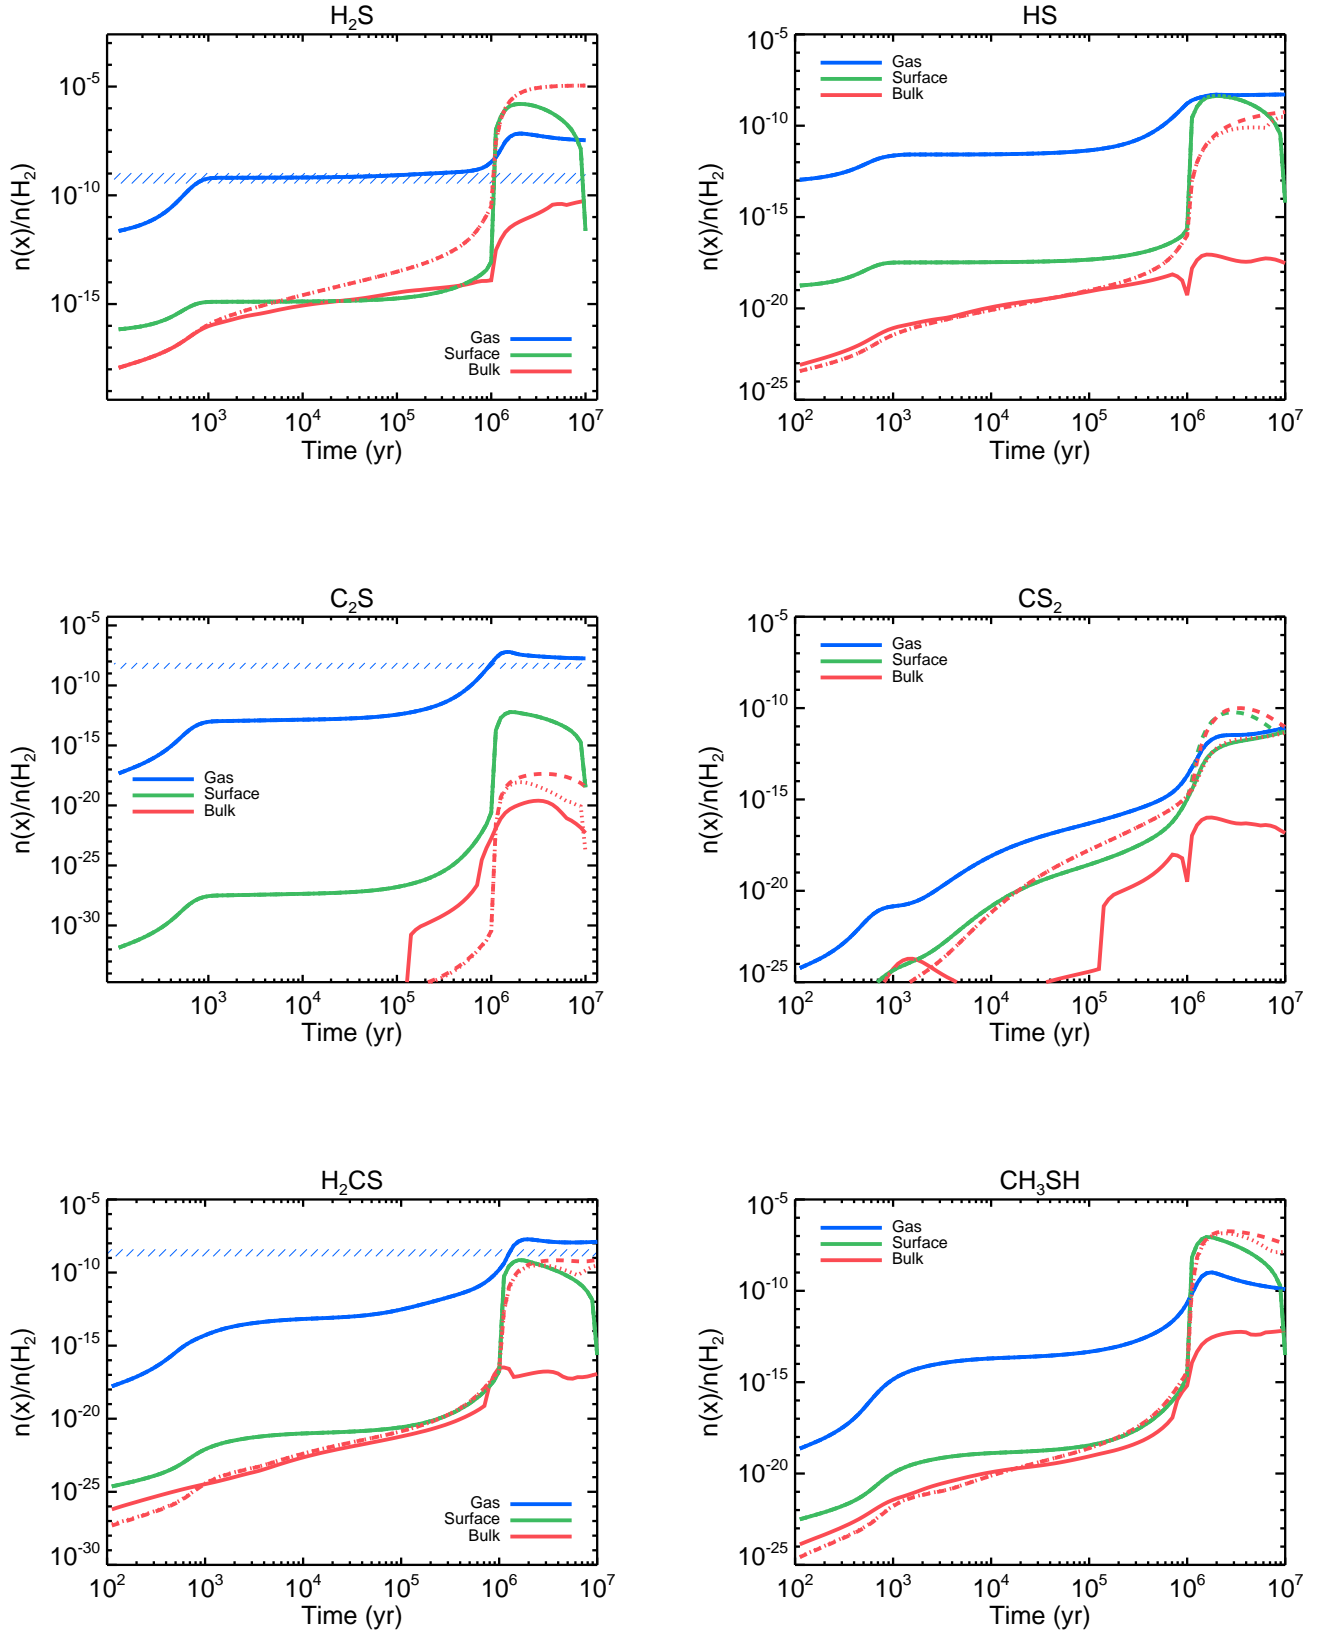 H₂S
n(x)/n(H₂)
10⁻⁵
10⁻¹⁰
10⁻¹⁵
Gas
Surface
Bulk
10³ 10⁴ 10⁵ 10⁶ 10⁷
Time (yr)
HS
n(x)/n(H₂)
10⁻⁵
10⁻¹⁰
10⁻¹⁵
10⁻²⁰
10⁻²⁵
Gas
Surface
Bulk
10² 10³ 10⁴ 10⁵ 10⁶ 10⁷
Time (yr)
C₂S
n(x)/n(H₂)
10⁻⁵
10⁻¹⁰
10⁻¹⁵
10⁻²⁰
10⁻²⁵
10⁻³⁰
Gas
Surface
Bulk
10³ 10⁴ 10⁵ 10⁶ 10⁷
Time (yr)
CS₂
n(x)/n(H₂)
10⁻⁵
10⁻¹⁰
10⁻¹⁵
10⁻²⁰
10⁻²⁵
Gas
Surface
Bulk
10² 10³ 10⁴ 10⁵ 10⁶ 10⁷
Time (yr)
H₂CS
n(x)/n(H₂)
10⁻⁵
10⁻¹⁰
10⁻¹⁵
10⁻²⁰
10⁻²⁵
10⁻³⁰
Gas
Surface
Bulk
10² 10³ 10⁴ 10⁵ 10⁶ 10⁷
Time (yr)
CH₃SH
n(x)/n(H₂)
10⁻⁵
10⁻¹⁰
10⁻¹⁵
10⁻²⁰
10⁻²⁵
Gas
Surface
Bulk
10² 10³ 10⁴ 10⁵ 10⁶ 10⁷
Time (yr)